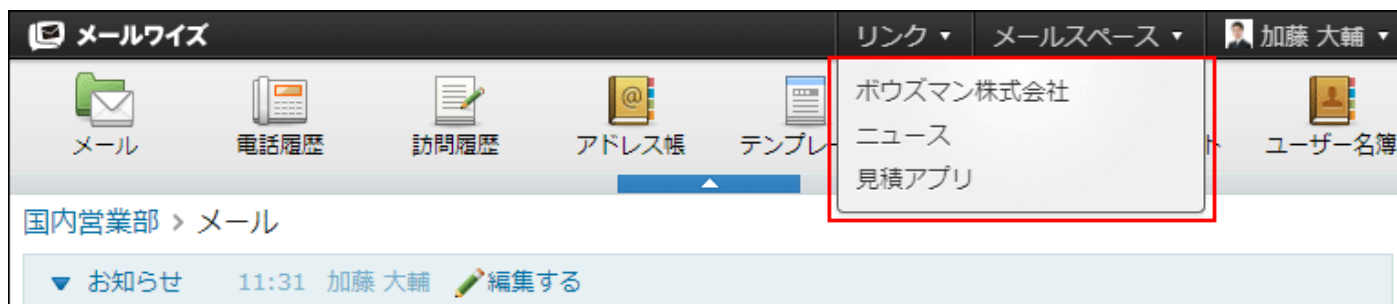 メールワイズ
リンク
メールスペース
加藤 大輔
メール
電話履歴
訪問履歴
アドレス帳
テンプレー
ト
ユーザー名簿
ボウズマン株式会社
ニュース
見積アプリ
国内営業部 > メール
お知らせ 11:31 加藤 大輔 編集する